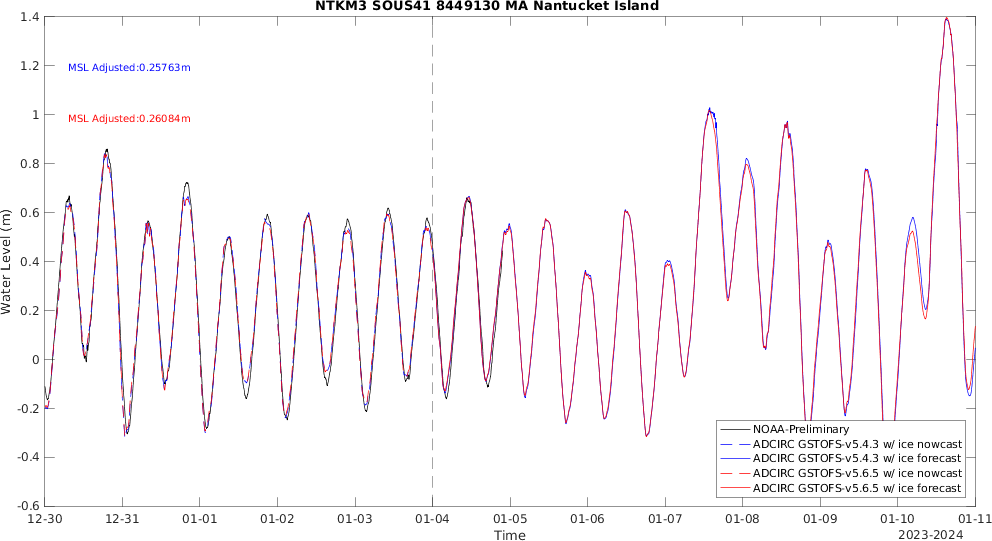 NTKM3 SOUS41 8449130 MA Nantucket Island
1.4
1.2
1
0.8
0.6
0.4
0.2
0
-0.2
-0.4
-0.6
Water Level (m)
MSL Adjusted:0.25763m
MSL Adjusted:0.26084m
NOAA-Preliminary
ADCIRC GSTOFS-v5.4.3 w/ ice nowcast
ADCIRC GSTOFS-v5.4.3 w/ ice forecast
ADCIRC GSTOFS-v5.6.5 w/ ice nowcast
ADCIRC GSTOFS-v5.6.5 w/ ice forecast
12-30 12-31 01-01 01-02 01-03 01-04 01-05 01-06 01-07 01-08 01-09 01-10 01-11
Time
2023-2024